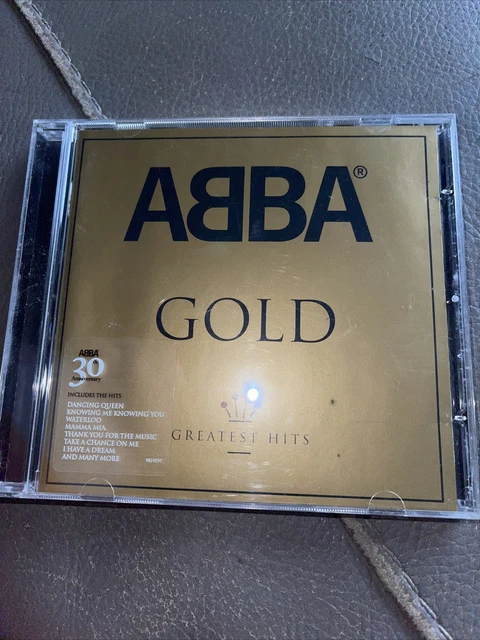 ABBA®
GOLD
GREATEST HITS
ABBA
30
Anniversary
INCLUDES THE HITS
DANCING QUEEN
KNOWING ME KNOWING YOU
WATERLOO
MAMMA MIA
THANK YOU FOR THE MUSIC
TAKE A CHANCE ON ME
I HAVE A DREAM
AND MANY MORE